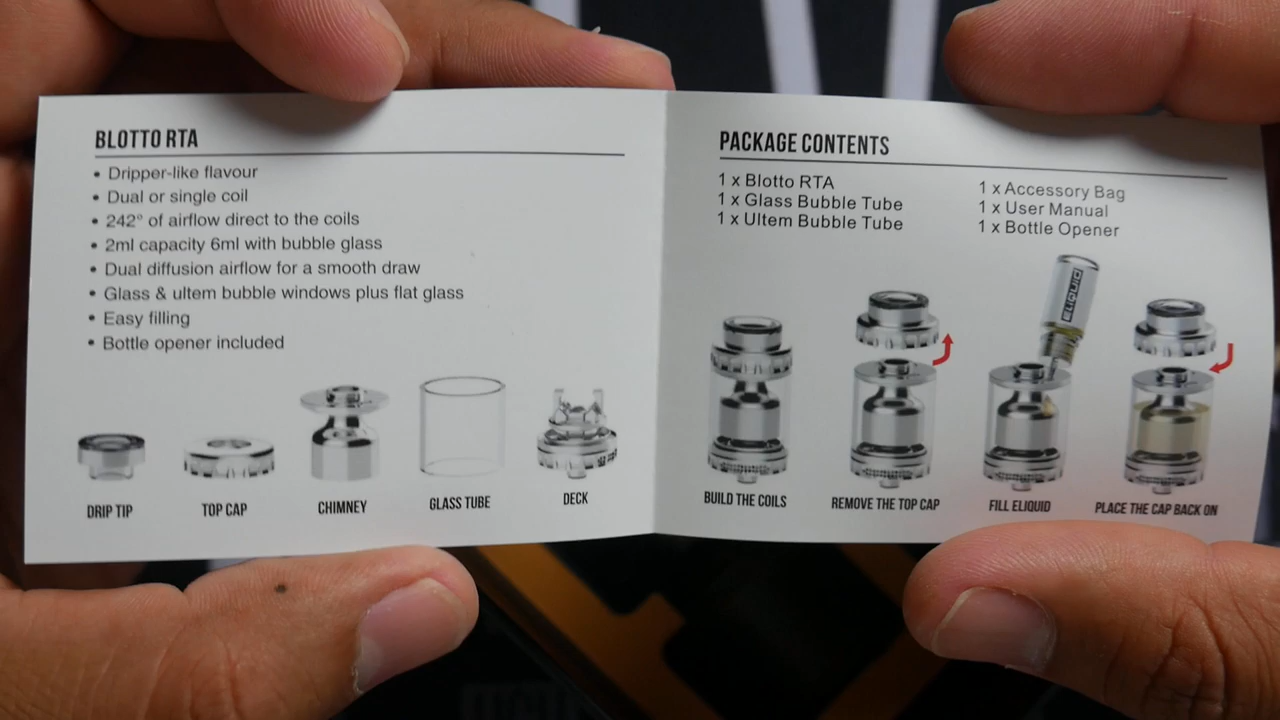 BLOTTO RTA
• Dripper-like flavour
• Dual or single coil
• 242° of airflow direct to the coils
• 2ml capacity 6ml with bubble glass
• Dual diffusion airflow for a smooth draw
• Glass & ultem bubble windows plus flat glass
• Easy filling
• Bottle opener included
DRIP TIP
TOP CAP
CHIMNEY
GLASS TUBE
DECK
PACKAGE CONTENTS
1 x Blotto RTA
1 x Glass Bubble Tube
1 x Ultem Bubble Tube
1 x Accessory Bag
1 x User Manual
1 x Bottle Opener
ELIQUID
BUILD THE COILS
REMOVE THE TOP CAP
FILL ELIQUID
PLACE THE CAP BACK ON